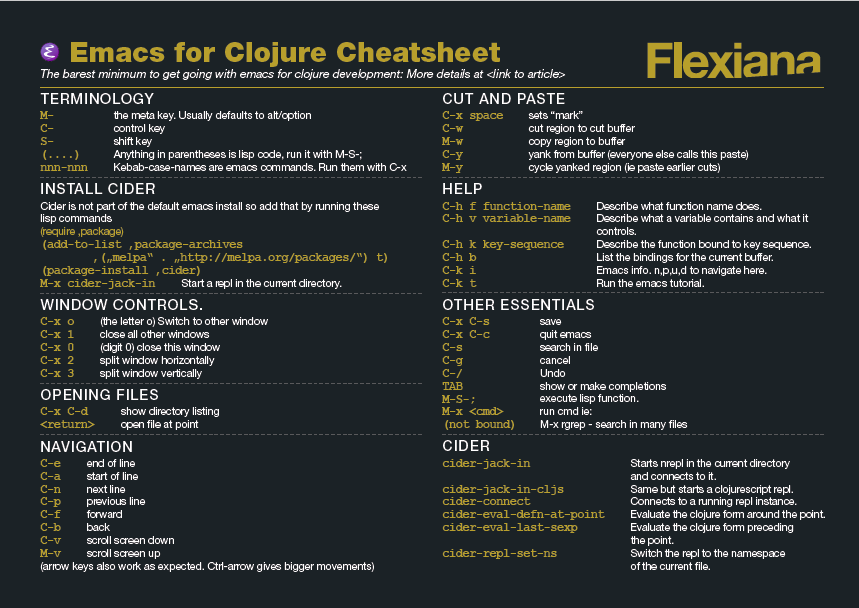 Emacs for Clojure Cheatsheet
Flexiana
The barest minimum to get going with emacs for clojure development: More details at <link to article>
TERMINOLOGY
M- the meta key. Usually defaults to alt/option
C- control key
S- shift key
(....) Anything in parentheses is lisp code, run it with M-S-;
nnn-nnn Kebab-case-names are emacs commands. Run them with C-x
INSTALL CIDER
Cider is not part of the default emacs install so add that by running these
lisp commands
(require ‚package)
(add-to-list ‚package-archives
‚(„melpa“ . „http://melpa.org/packages/“) t)
(package-install ‚cider)
M-x cider-jack-in Start a repl in the current directory.
WINDOW CONTROLS.
C-x o (the letter o) Switch to other window
C-x 1 close all other windows
C-x 0 (digit 0) close this window
C-x 2 split window horizontally
C-x 3 split window vertically
OPENING FILES
C-x C-d show directory listing
<return> open file at point
NAVIGATION
C-e end of line
C-a start of line
C-n next line
C-p previous line
C-f forward
C-b back
C-v scroll screen down
M-v scroll screen up
(arrow keys also work as expected. Ctrl-arrow gives bigger movements)
CUT AND PASTE
C-x space sets “mark”
C-w cut region to cut buffer
M-w copy region to buffer
C-y yank from buffer (everyone else calls this paste)
M-y cycle yanked region (ie paste earlier cuts)
HELP
C-h f function-name Describe what function name does.
C-h v variable-name Describe what a variable contains and what it
controls.
C-h k key-sequence Describe the function bound to key sequence.
C-h b List the bindings for the current buffer.
C-k i Emacs info. n,p,u,d to navigate here.
C-k t Run the emacs tutorial.
OTHER ESSENTIALS
C-x C-s save
C-x C-c quit emacs
C-s search in file
C-g cancel
C-/ Undo
TAB show or make completions
M-S-; execute lisp function.
M-x <cmd> run cmd ie:
(not bound) M-x rgrep - search in many files
CIDER
cider-jack-in Starts nrepl in the current directory
and connects to it.
cider-jack-in-cljs Same but starts a clojurescript repl.
cider-connect Connects to a running repl instance.
cider-eval-defn-at-point Evaluate the clojure form around the point.
cider-eval-last-sexp Evaluate the clojure form preceding
the point.
cider-repl-set-ns Switch the repl to the namespace
of the current file.